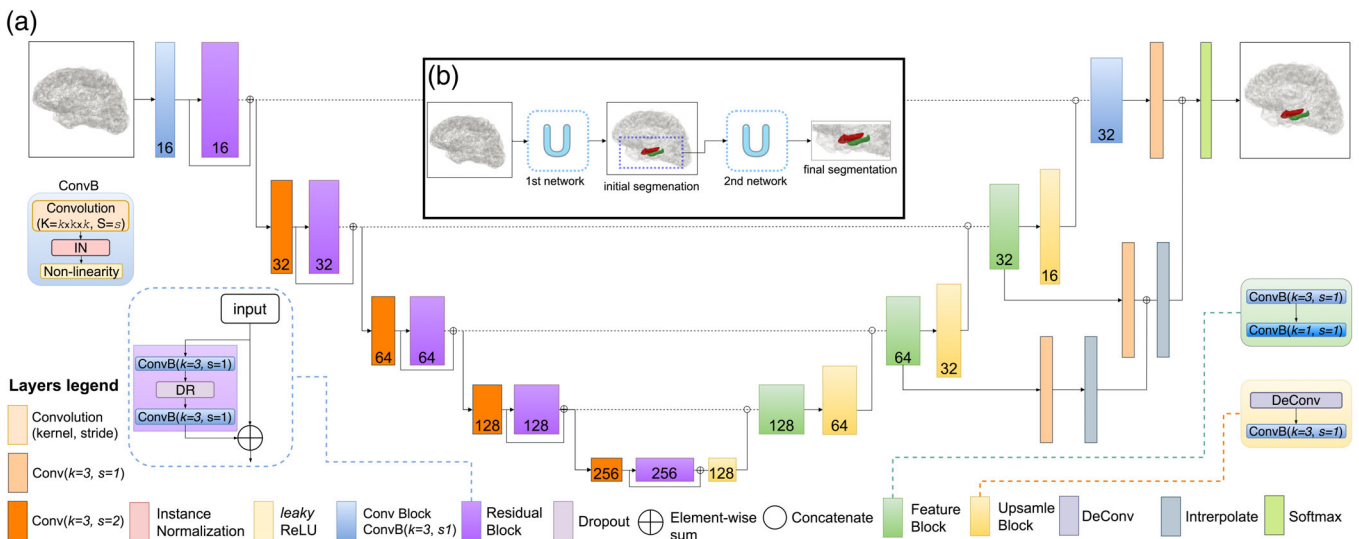 (a)
16
16
(b)
1st network
initial segmenation
2nd network
final segmentation
32
ConvB
Convolution
(K=kxkxk, S=s)
IN
Non-linearity
32
32
32
16
input
ConvB(k=3, s=1)
DR
ConvB(k=3, s=1)
64
64
64
32
ConvB(k=3, s=1)
ConvB(k=1, s=1)
128
128
128
64
DeConv
ConvB(k=3, s=1)
256
256
128
Layers legend
Convolution
(kernel, stride)
Conv(k=3, s=1)
Conv(k=3, s=2)
Instance
Normalization
leaky
ReLU
Conv Block
ConvB(k=3, s1)
Residual
Block
Dropout
Element-wise
sum
Concatenate
Feature
Block
Upsamle
Block
DeConv
Intrerpolate
Softmax